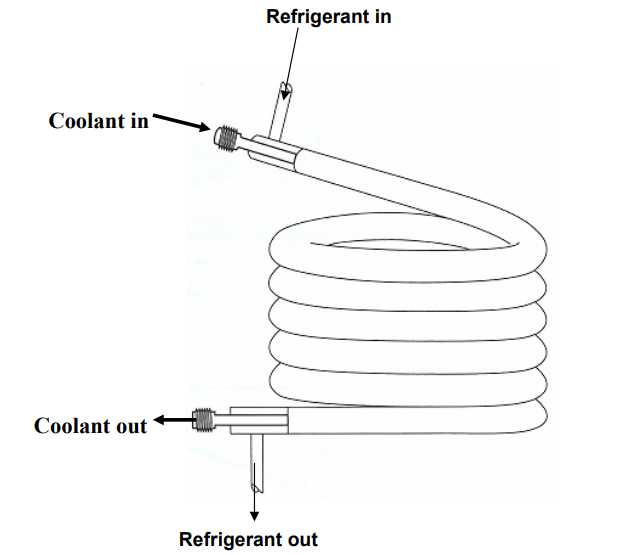 Refrigerant in
Coolant in
Coolant out
Refrigerant out